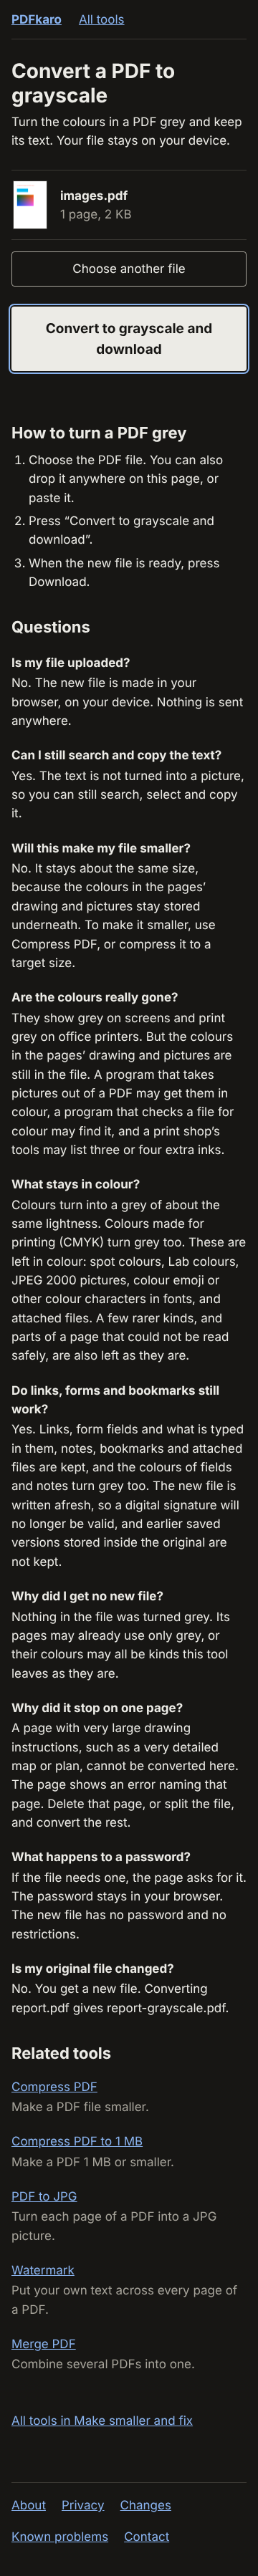 PDFkaro All tools
Convert a PDF to
grayscale
Turn the colours in a PDF grey and keep
its text. Your file stays on your device.
images.pdf
1 page, 2 KB
Choose another file
Convert to grayscale and
download
How to turn a PDF grey
1. Choose the PDF file. You can also
drop it anywhere on this page, or
paste it.
2. Press “Convert to grayscale and
download”.
3. When the new file is ready, press
Download.
Questions
Is my file uploaded?
No. The new file is made in your
browser, on your device. Nothing is sent
anywhere.
Can I still search and copy the text?
Yes. The text is not turned into a picture,
so you can still search, select and copy
it.
Will this make my file smaller?
No. It stays about the same size,
because the colours in the pages’
drawing and pictures stay stored
underneath. To make it smaller, use
Compress PDF, or compress it to a
target size.
Are the colours really gone?
They show grey on screens and print
grey on office printers. But the colours
in the pages’ drawing and pictures are
still in the file. A program that takes
pictures out of a PDF may get them in
colour, a program that checks a file for
colour may find it, and a print shop’s
tools may list three or four extra inks.
What stays in colour?
Colours turn into a grey of about the
same lightness. Colours made for
printing (CMYK) turn grey too. These are
left in colour: spot colours, Lab colours,
JPEG 2000 pictures, colour emoji or
other colour characters in fonts, and
attached files. A few rarer kinds, and
parts of a page that could not be read
safely, are also left as they are.
Do links, forms and bookmarks still
work?
Yes. Links, form fields and what is typed
in them, notes, bookmarks and attached
files are kept, and the colours of fields
and notes turn grey too. The new file is
written afresh, so a digital signature will
no longer be valid, and earlier saved
versions stored inside the original are
not kept.
Why did I get no new file?
Nothing in the file was turned grey. Its
pages may already use only grey, or
their colours may all be kinds this tool
leaves as they are.
Why did it stop on one page?
A page with very large drawing
instructions, such as a very detailed
map or plan, cannot be converted here.
The page shows an error naming that
page. Delete that page, or split the file,
and convert the rest.
What happens to a password?
If the file needs one, the page asks for it.
The password stays in your browser.
The new file has no password and no
restrictions.
Is my original file changed?
No. You get a new file. Converting
report.pdf gives report-grayscale.pdf.
Related tools
Compress PDF
Make a PDF file smaller.
Compress PDF to 1 MB
Make a PDF 1 MB or smaller.
PDF to JPG
Turn each page of a PDF into a JPG
picture.
Watermark
Put your own text across every page of
a PDF.
Merge PDF
Combine several PDFs into one.
All tools in Make smaller and fix
About Privacy Changes
Known problems Contact